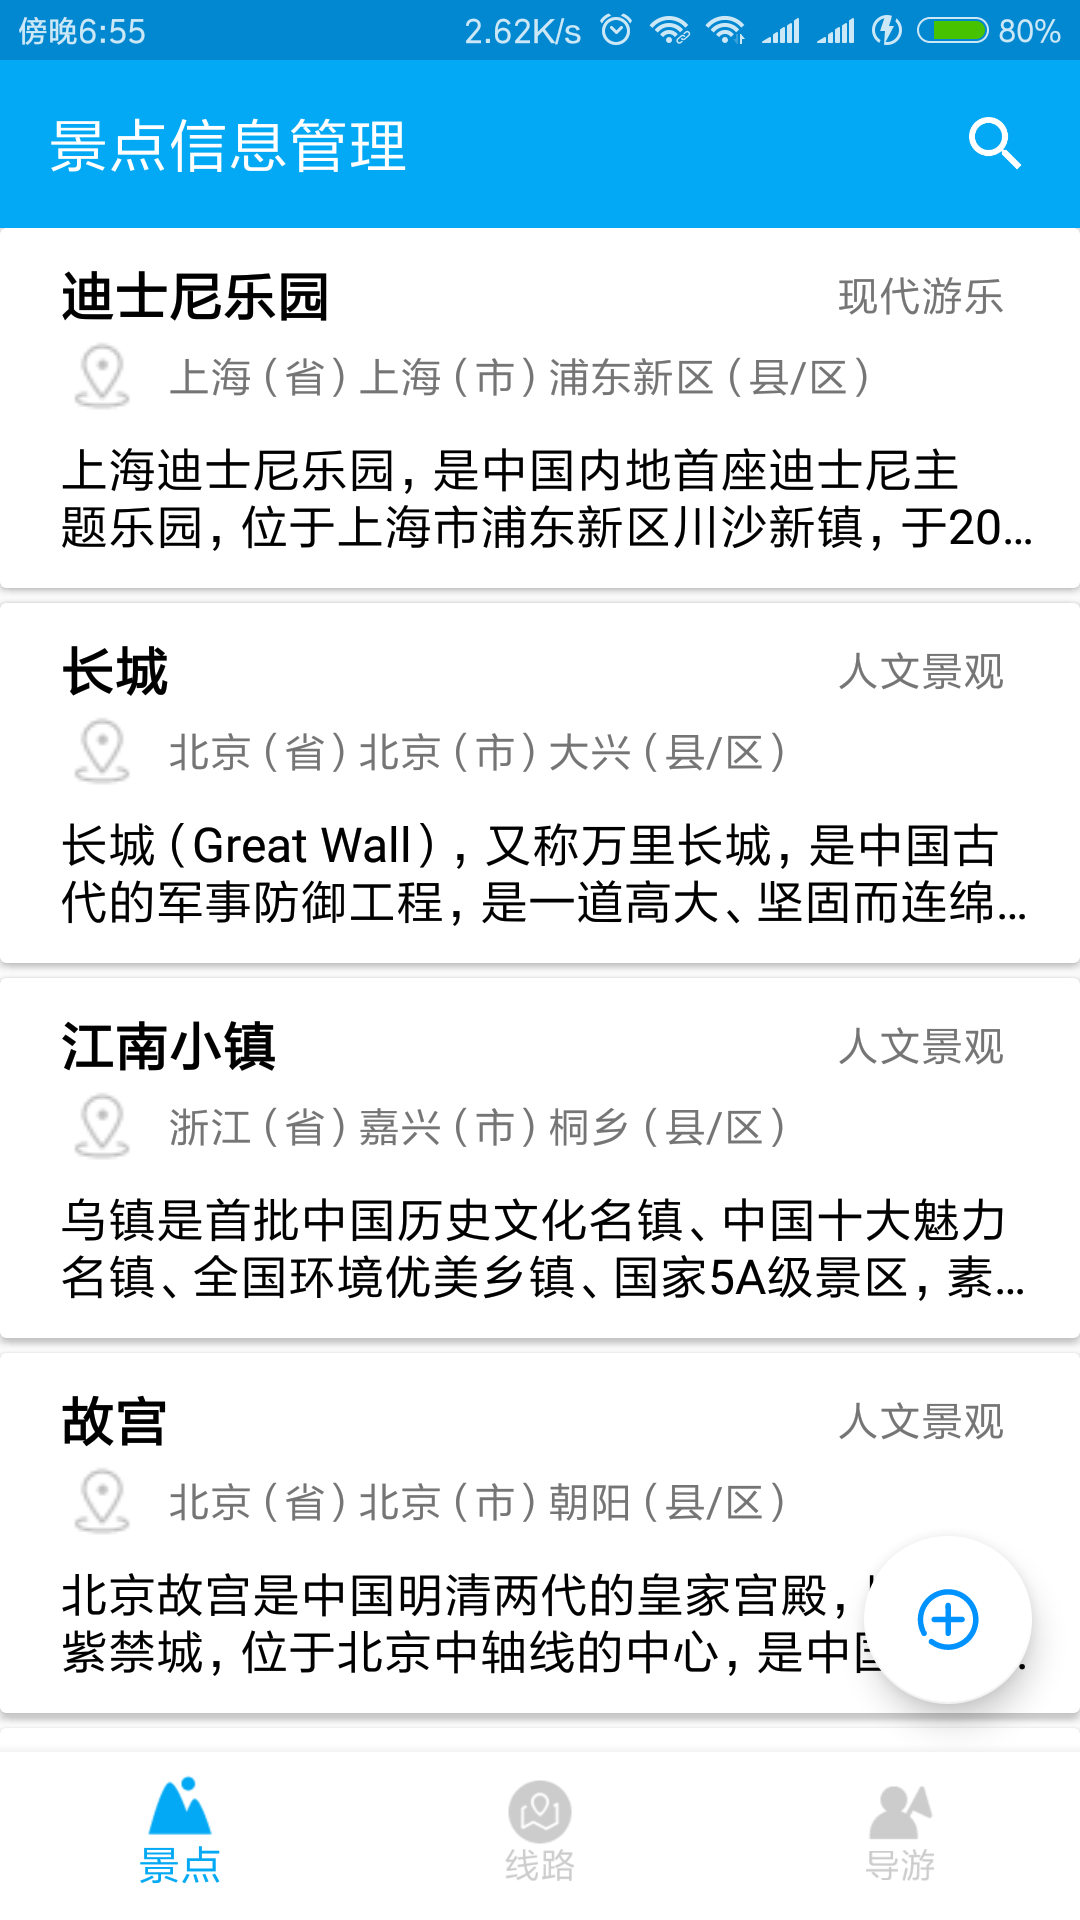 傍晚6:55 2.62K/s 80%
景点信息管理
迪士尼乐园 现代游乐
上海（省）上海（市）浦东新区（县/区）
上海迪士尼乐园，是中国内地首座迪士尼主
题乐园，位于上海市浦东新区川沙新镇，于20...
长城 人文景观
北京（省）北京（市）大兴（县/区）
长城（Great Wall），又称万里长城，是中国古
代的军事防御工程，是一道高大、坚固而连绵...
江南小镇 人文景观
浙江（省）嘉兴（市）桐乡（县/区）
乌镇是首批中国历史文化名镇、中国十大魅力
名镇、全国环境优美乡镇、国家5A级景区，素...
故宫 人文景观
北京（省）北京（市）朝阳（县/区）
北京故宫是中国明清两代的皇家宫殿，
紫禁城，位于北京中轴线的中心，是中国
景点 线路 导游